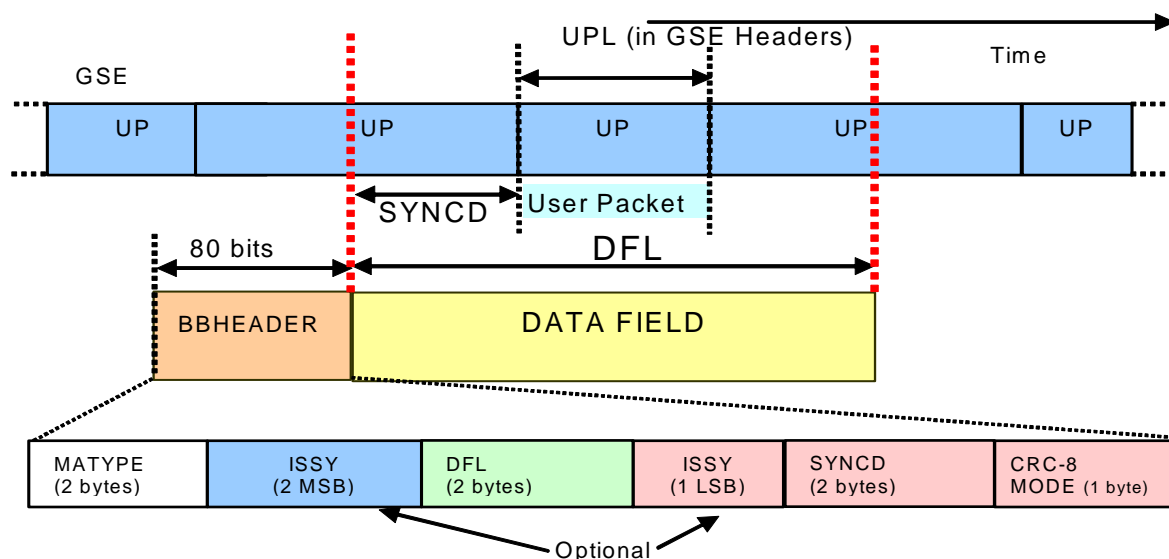 UPL (in GSE Headers)
Time
GSE
UP UP UP UP UP
SYNCD
User Packet
80 bits
DFL
BBHEADER
DATA FIELD
MATYPE
(2 bytes)
ISSY
(2 MSB)
DFL
(2 bytes)
ISSY
(1 LSB)
SYNCD
(2 bytes)
CRC-8
MODE (1 byte)
Optional